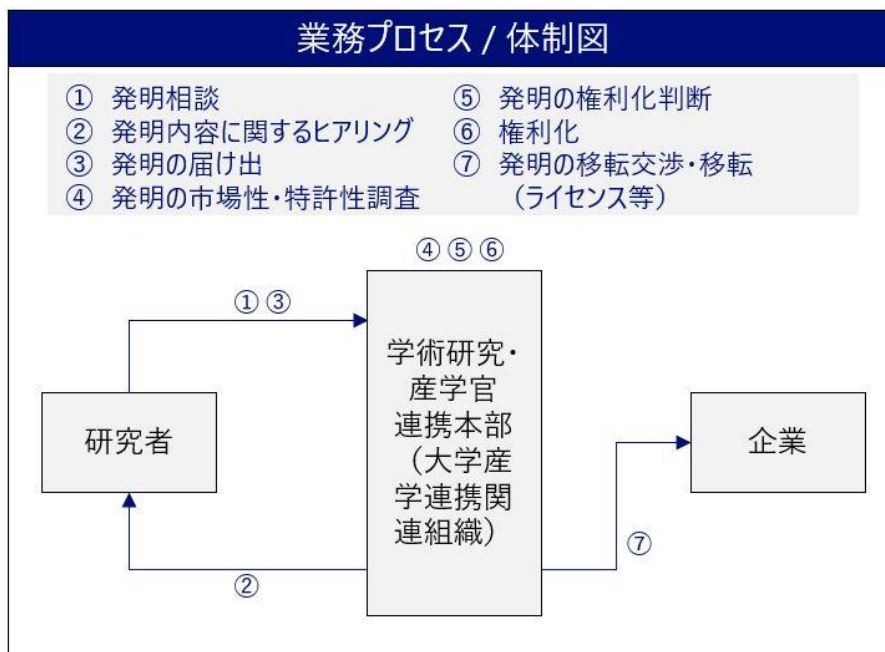 業務プロセス / 体制図
① 発明相談
② 発明内容に関するヒアリング
③ 発明の届け出
④ 発明の市場性・特許性調査
⑤ 発明の権利化判断
⑥ 権利化
⑦ 発明の移転交渉・移転
（ライセンス等）
④ ⑤ ⑥
① ③
研究者
②
学術研究・
産学官
連携本部
（大学産
学連携関
連組織）
⑦
企業